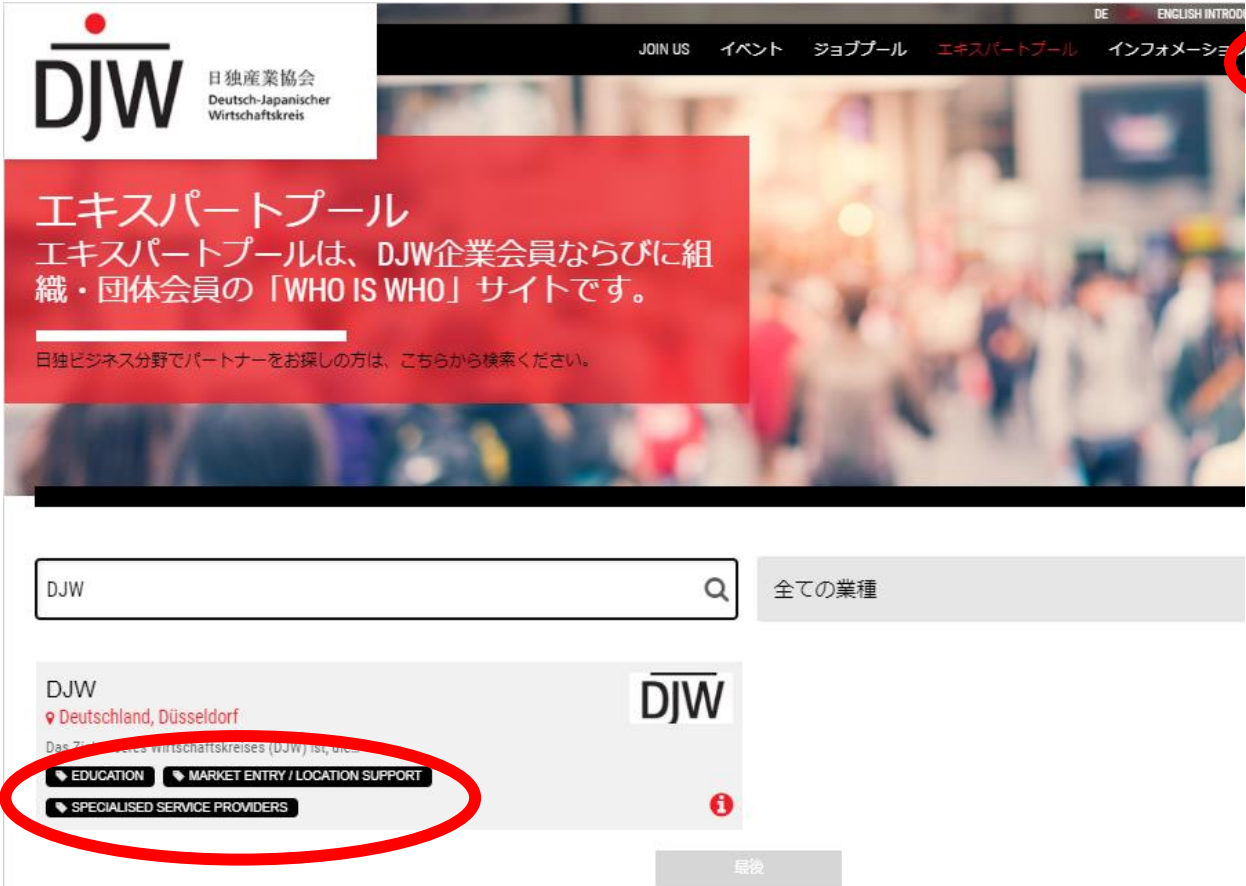 DE ENGLISH INTROD
JOIN US イベント ジョブプール エキスパートプール インフォメーション
DJW
日独産業協会
Deutsch-Japanischer
Wirtschaftskreis
エキスパートプール
エキスパートプールは、DJW企業会員ならびに組
織・団体会員の「WHO IS WHO」サイトです。
日独ビジネス分野でパートナーをお探しの方は、こちらから検索ください。
DJW
全ての業種
DJW
DJW
Deutschland, Düsseldorf
Das Wirtschaftskreises (DJW) ist, die...
EDUCATION MARKET ENTRY / LOCATION SUPPORT
SPECIALISED SERVICE PROVIDERS
最後